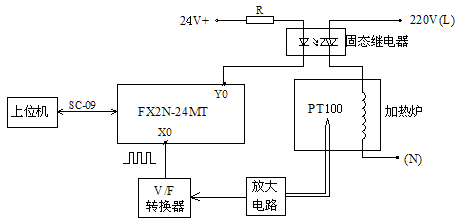 24V+
R
220V(L)
固态继电器
Y0
上位机
SC-09
FX2N-24MT
X0
PT100
加热炉
(N)
V/F
转换器
放大
电路